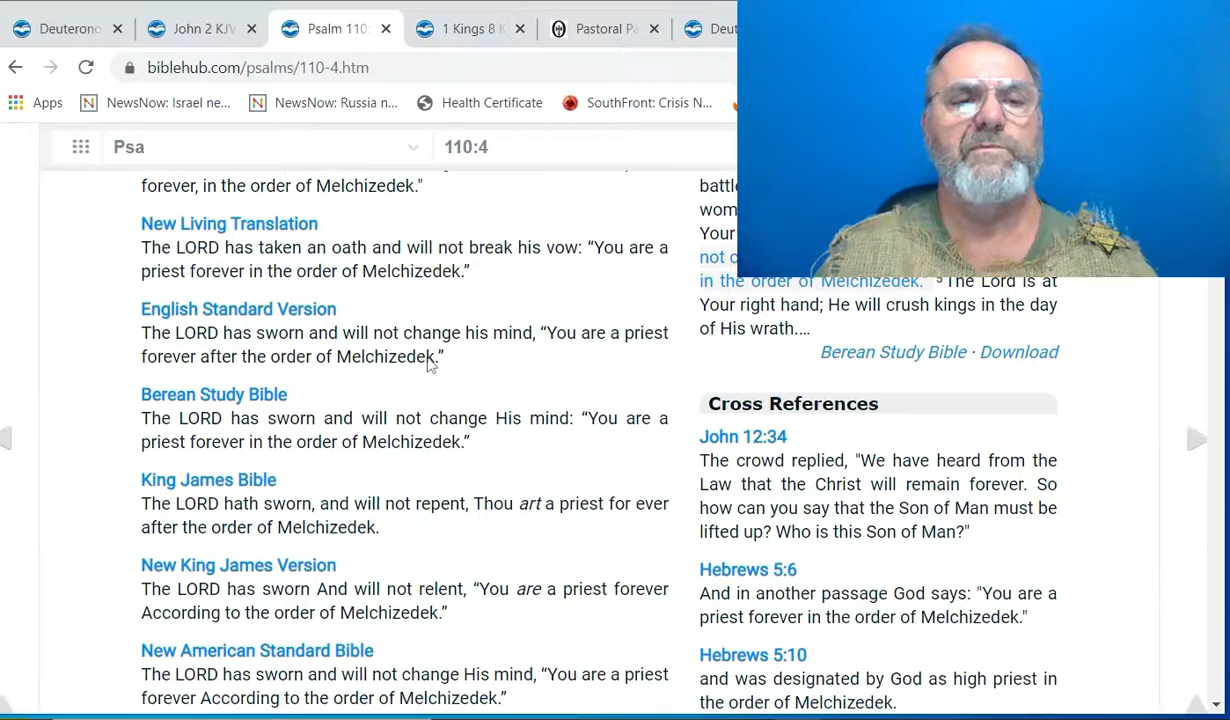 Deuterono
John 2 KJV
Psalm 110:
1 Kings 8 K
Pastoral Pa
Deut
biblehub.com/psalms/110-4.htm
Apps
NewsNow: Israel ne...
NewsNow: Russia n...
Health Certificate
SouthFront: Crisis N...
Psa
110:4
forever, in the order of Melchizedek."
New Living Translation
The LORD has taken an oath and will not break his vow: “You are a
priest forever in the order of Melchizedek.”
English Standard Version
The LORD has sworn and will not change his mind, “You are a priest
forever after the order of Melchizedek.”
Berean Study Bible
The LORD has sworn and will not change His mind: “You are a
priest forever in the order of Melchizedek.”
King James Bible
The LORD hath sworn, and will not repent, Thou art a priest for ever
after the order of Melchizedek.
New King James Version
The LORD has sworn And will not relent, “You are a priest forever
According to the order of Melchizedek.”
New American Standard Bible
The LORD has sworn and will not change His mind, “You are a priest
forever According to the order of Melchizedek.”
battle
wom
Your
not c
in the order of Melchizedek.” 5The Lord is at
Your right hand; He will crush kings in the day
of His wrath.…
Berean Study Bible · Download
Cross References
John 12:34
The crowd replied, "We have heard from the
Law that the Christ will remain forever. So
how can you say that the Son of Man must be
lifted up? Who is this Son of Man?"
Hebrews 5:6
And in another passage God says: "You are a
priest forever in the order of Melchizedek."
Hebrews 5:10
and was designated by God as high priest in
the order of Melchizedek.